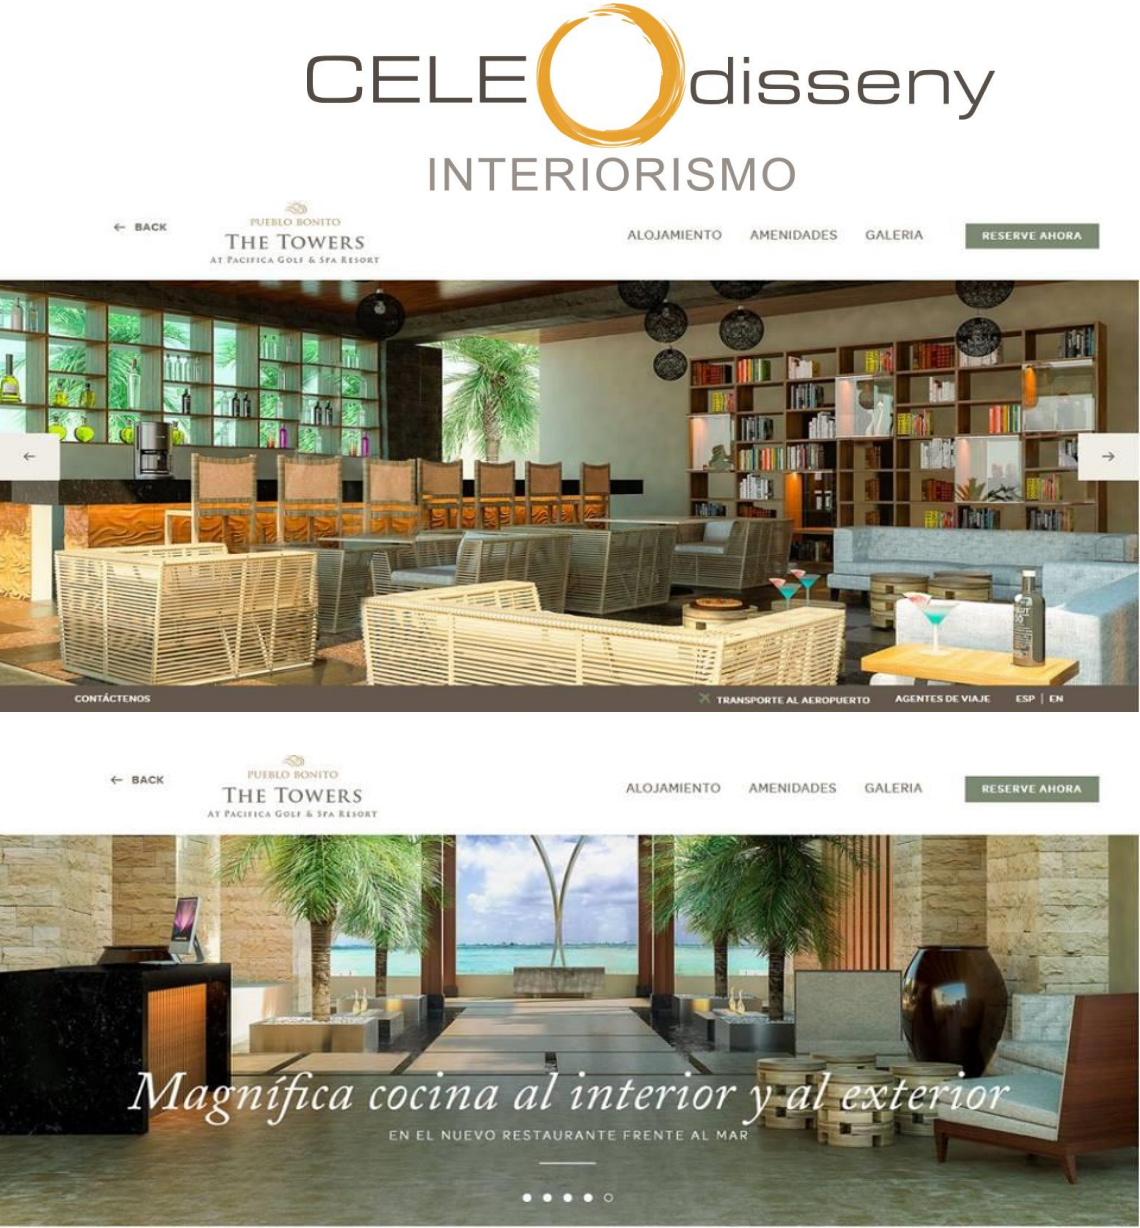 CELEOdisseny
INTERIORISMO
← BACK
PUEBLO BONITO
THE TOWERS
AT PACIFICA GOLF & SPA RESORT
ALOJAMIENTO AMENIDADES GALERIA RESERVE AHORA
CONTÁCTENOS
TRANSPORTE AL AEROPUERTO AGENTES DE VIAJE ESP | EN
← BACK
PUEBLO BONITO
THE TOWERS
AT PACIFICA GOLF & SPA RESORT
ALOJAMIENTO AMENIDADES GALERIA RESERVE AHORA
Magnífica cocina al interior y al exterior
EN EL NUEVO RESTAURANTE FRENTE AL MAR